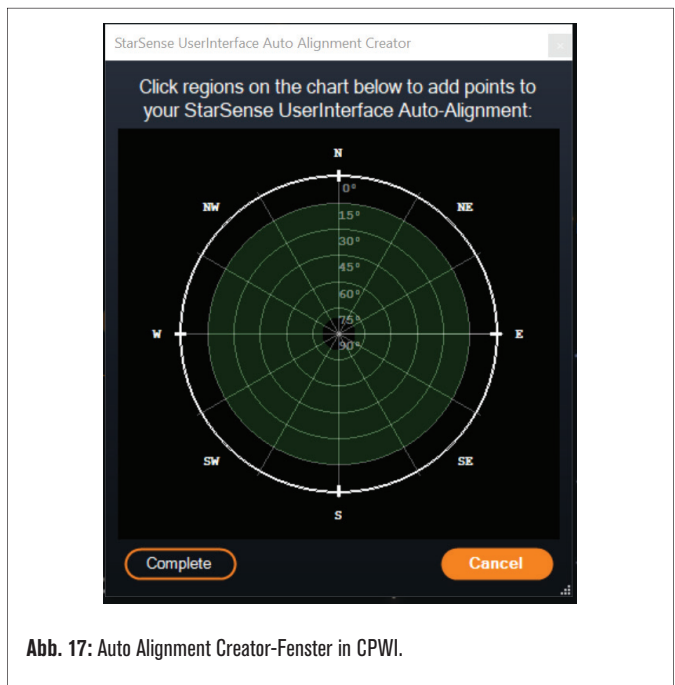 StarSense UserInterface Auto Alignment Creator
x
Click regions on the chart below to add points to
your StarSense UserInterface Auto-Alignment:
N
NW
NE
0°
15°
30°
45°
60°
75°
90°
W
E
SW
SE
S
Complete
Cancel
Abb. 17: Auto Alignment Creator-Fenster in CPWI.